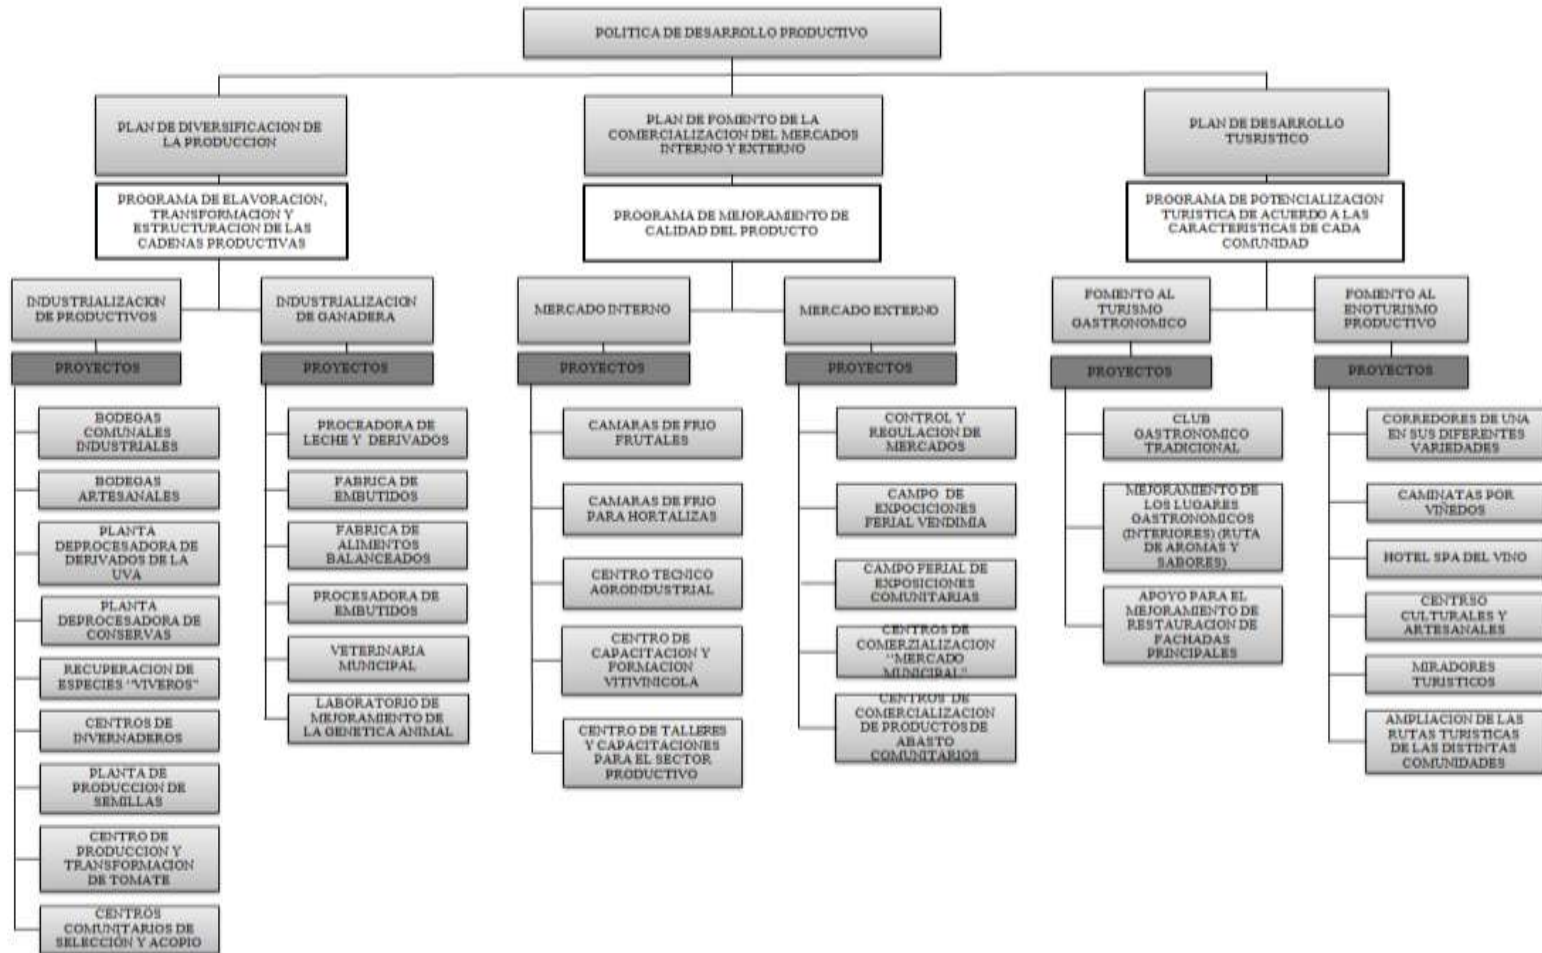 POLITICA DE DESARROLLO PRODUCTIVO
PLAN DE DIVERSIFICACION DE
LA PRODUCCION
PLAN DE FOMENTO DE LA
COMERCIALIZACION DEL MERCADOS
INTERNO Y EXTERNO
PLAN DE DESARROLLO
TUSRISTICO
PROGRAMA DE ELAVORACION,
TRANSFORMACION Y
ESTRUCTURACION DE LAS
CADENAS PRODUCTIVAS
PROGRAMA DE MEJORAMIENTO DE
CALIDAD DEL PRODUCTO
PROGRAMA DE POTENCIALIZACION
TURISTICA DE ACUERDO A LAS
CARACTERISTICAS DE CADA
COMUNIDAD
INDUSTRIALIZACION
DE PRODUCTIVOS
INDUSTRIALIZACION
DE GANADERA
MERCADO INTERNO
MERCADO EXTERNO
FOMENTO AL
TURISMO
GASTRONOMICO
FOMENTO AL
ENOTURISMO
PRODUCTIVO
PROYECTOS
PROYECTOS
PROYECTOS
PROYECTOS
PROYECTOS
PROYECTOS
BODEGAS
COMUNALES
INDUSTRIALES
BODEGAS
ARTESANALES
PLANTA
DEPROCESADORA DE
DERIVADOS DE LA
UVA
PLANTA
DEPROCESADORA DE
CONSERVAS
RECUPERACION DE
ESPECIES "VIVEROS"
CENTROS DE
INVERNADEROS
PLANTA DE
PRODUCCION DE
SEMILLAS
CENTRO DE
PRODUCCION Y
TRANSFORMACION
DE TOMATE
CENTROS
COMUNITARIOS DE
SELECCIÓN Y ACOPIO
PROCEADORA DE
LECHE Y DERIVADOS
FABRICA DE
EMBUTIDOS
FABRICA DE
ALIMENTOS
BALANCEADOS
PROCESADORA DE
EMBUTIDOS
VETERINARIA
MUNICIPAL
LABORATORIO DE
MEJORAMIENTO DE
LA GENETICA ANIMAL
CAMARAS DE FRIO
FRUTALES
CAMARAS DE FRIO
PARA HORTALIZAS
CENTRO TECNICO
AGROINDUSTRIAL
CENTRO DE
CAPACITACION Y
FORMACION
VITIVINICOLA
CENTRO DE TALLERES
Y CAPACITACIONES
PARA EL SECTOR
PRODUCTIVO
CONTROL Y
REGULACION DE
MERCADOS
CAMPO DE
EXPOCICIONES
FERIAL VENDIMIA
CAMPO FERIAL DE
EXPOSICIONES
COMUNITARIAS
CENTROS DE
COMERZIALIZACION
"MERCADO
MUNICIPAL"
CENTROS DE
COMERCIALIZACION
DE PRODUCTOS DE
ABASTO
COMUNITARIOS
CLUB
GASTRONOMICO
TRADICIONAL
MEJORAMIENTO DE
LOS LUGARES
GASTRONOMICOS
(INTERIORES) (RUTA
DE AROMAS Y
SABORES)
APOYO PARA EL
MEJORAMIENTO DE
RESTAURACION DE
FACHADAS
PRINCIPALES
CORREDORES DE UNA
EN SUS DIFERENTES
VARIEDADES
CAMINATAS POR
VIÑEDOS
HOTEL SPA DEL VINO
CENTRSO
CULTURALES Y
ARTESANALES
MIRADORES
TURISTICOS
AMPLIACION DE LAS
RUTAS TURISTICAS
DE LAS DISTINTAS
COMUNIDADES